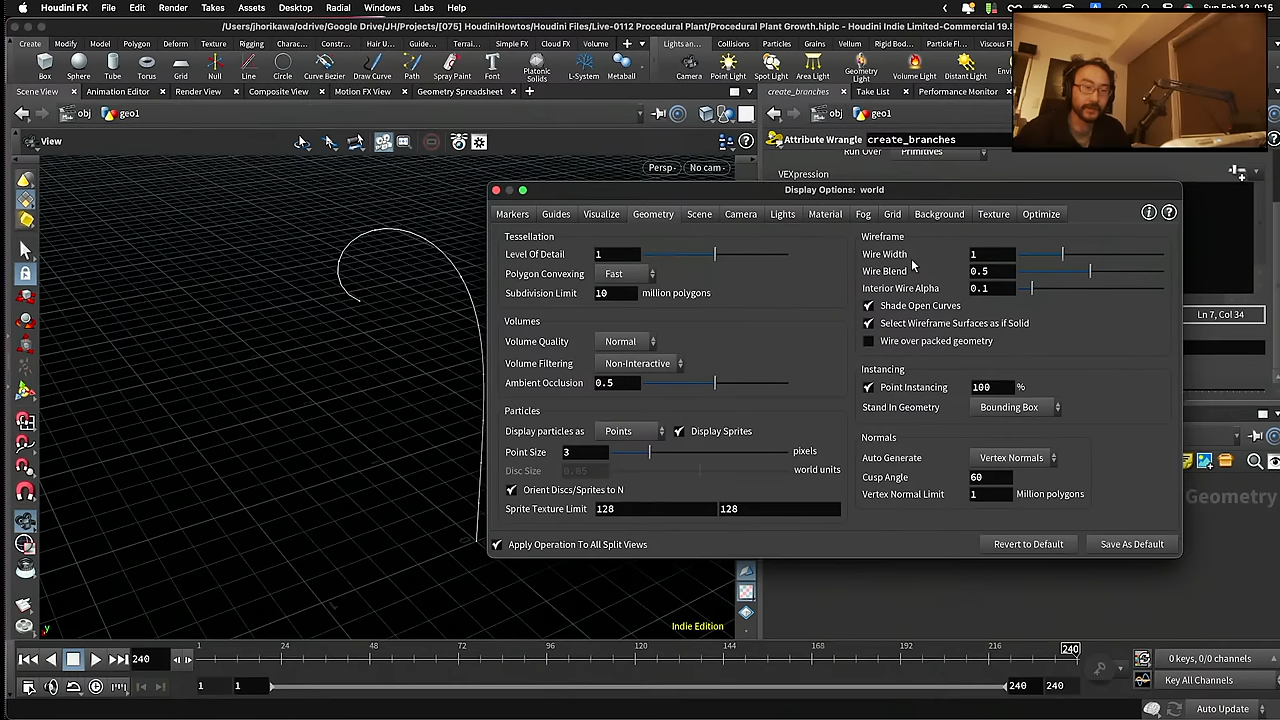 Houdini FX File Edit Render Takes Assets Desktop Radial Windows Labs Help
/Users/jhorikawa/odrive/Google Drive/JH/Projects/[075] HoudiniHowtos/Houdini Files/Live-0112 Procedural Plant/Procedural Plant Growth.hiplc - Houdini Indie Limited-Commercial 19.
Create Modify Model Polygon Deform Texture Rigging Charac... Constr... Hair U... Guide... Terrai... Simple FX Cloud FX Volume
Lights an... Collisions Particles Grains Vellum Rigid Bod... Particle Fl... Viscous F
Box Sphere Tube Torus Grid Null Line Circle Curve Bezier Draw Curve Path Spray Paint Font Platonic Solids L-System Metaball
Camera Point Light Spot Light Area Light Geometry Light Volume Light Distant Light
Scene View Animation Editor Render View Composite View Motion FX View Geometry Spreadsheet
create_branches Take List Performance Monitor
obj geo1
obj geo1
View
Attribute Wrangle create_branches
Run Over Primitives
Persp No cam
VEXpression
Display Options: world
Markers Guides Visualize Geometry Scene Camera Lights Material Fog Grid Background Texture Optimize
Tessellation
Level Of Detail 1
Polygon Convexing Fast
Subdivision Limit 10 million polygons
Volumes
Volume Quality Normal
Volume Filtering Non-Interactive
Ambient Occlusion 0.5
Particles
Display particles as Points Display Sprites
Point Size 3 pixels
Disc Size 0.05 world units
Orient Discs/Sprites to N
Sprite Texture Limit 128 128
Wireframe
Wire Width 1
Wire Blend 0.5
Interior Wire Alpha 0.1
Shade Open Curves
Select Wireframe Surfaces as if Solid
Wire over packed geometry
Instancing
Point Instancing 100 %
Stand In Geometry Bounding Box
Normals
Auto Generate Vertex Normals
Cusp Angle 60
Vertex Normal Limit 1 Million polygons
Apply Operation To All Split Views Revert to Default Save As Default
Ln 7, Col 34
Geometry
Indie Edition
240 1 24 48 72 96 120 144 168 192 216 240
0 keys, 0/0 channels
1 1 240 240
Key All Channels
Auto Update